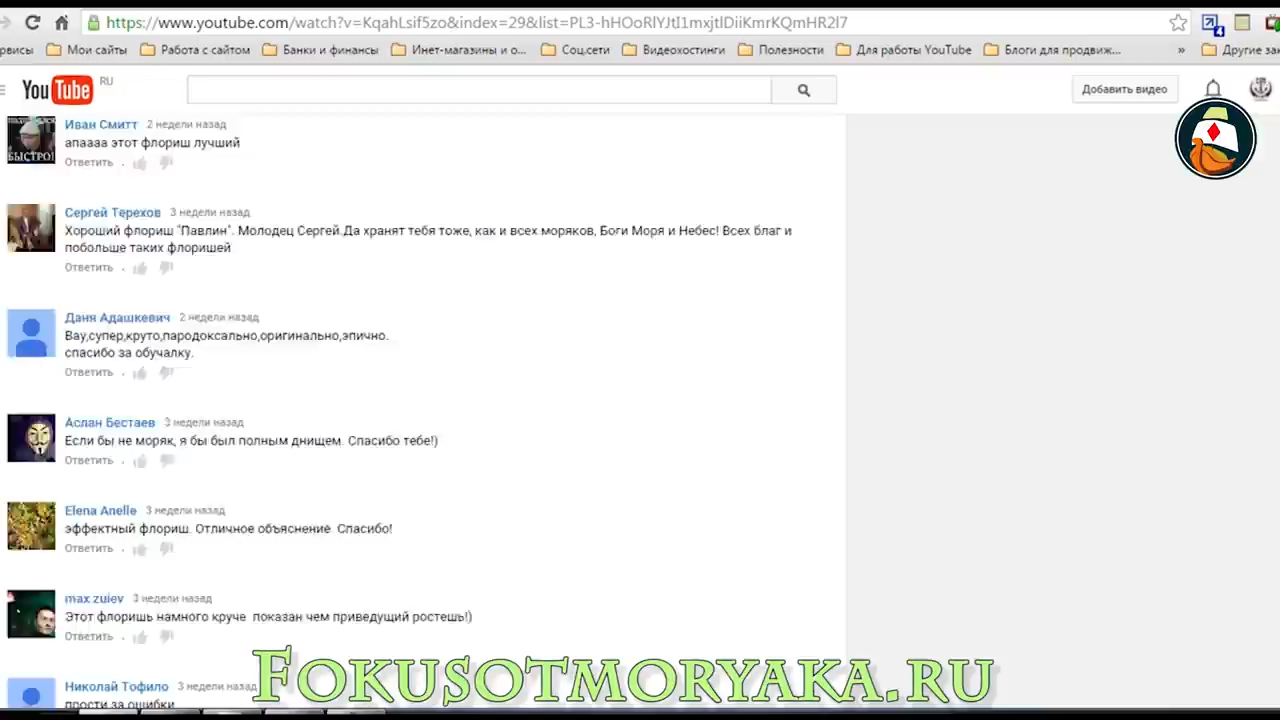 https://www.youtube.com/watch?v=KqahLsif5zo&index=29&list=PL3-hHOoRlYJtI1mxjtlDiiKmrKQmHR2l7
рвисы Мои сайты Работа с сайтом Банки и финансы Инет-магазины и о... Соц.сети Видеохостинги Полезности Для работы YouTube Блоги для продвиж... » Другие зак
YouTube RU Добавить видео
Иван Смитт 2 недели назад
БЫСТРО!
апаааа этот флориш лучший
Ответить
Сергей Терехов 3 недели назад
Хороший флориш "Павлин". Молодец Сергей.Да хранят тебя тоже, как и всех моряков, Боги Моря и Небес! Всех благ и
побольше таких флоришей
Ответить
Даня Адашкевич 2 недели назад
Вау,супер,круто,пародоксально,оригинально,эпично.
спасибо за обучалку.
Ответить
Аслан Бестаев 3 недели назад
Если бы не моряк, я бы был полным днищем. Спасибо тебе!)
Ответить
Elena Anelle 3 недели назад
эффектный флориш. Отличное объяснение Спасибо!
Ответить
max zuiev 3 недели назад
Этот флоришь намного круче показан чем приведущий ростешь!)
Ответить
Fokusotmoryaka.ru
Николай Тофило 3 недели назад
прости за ошибки